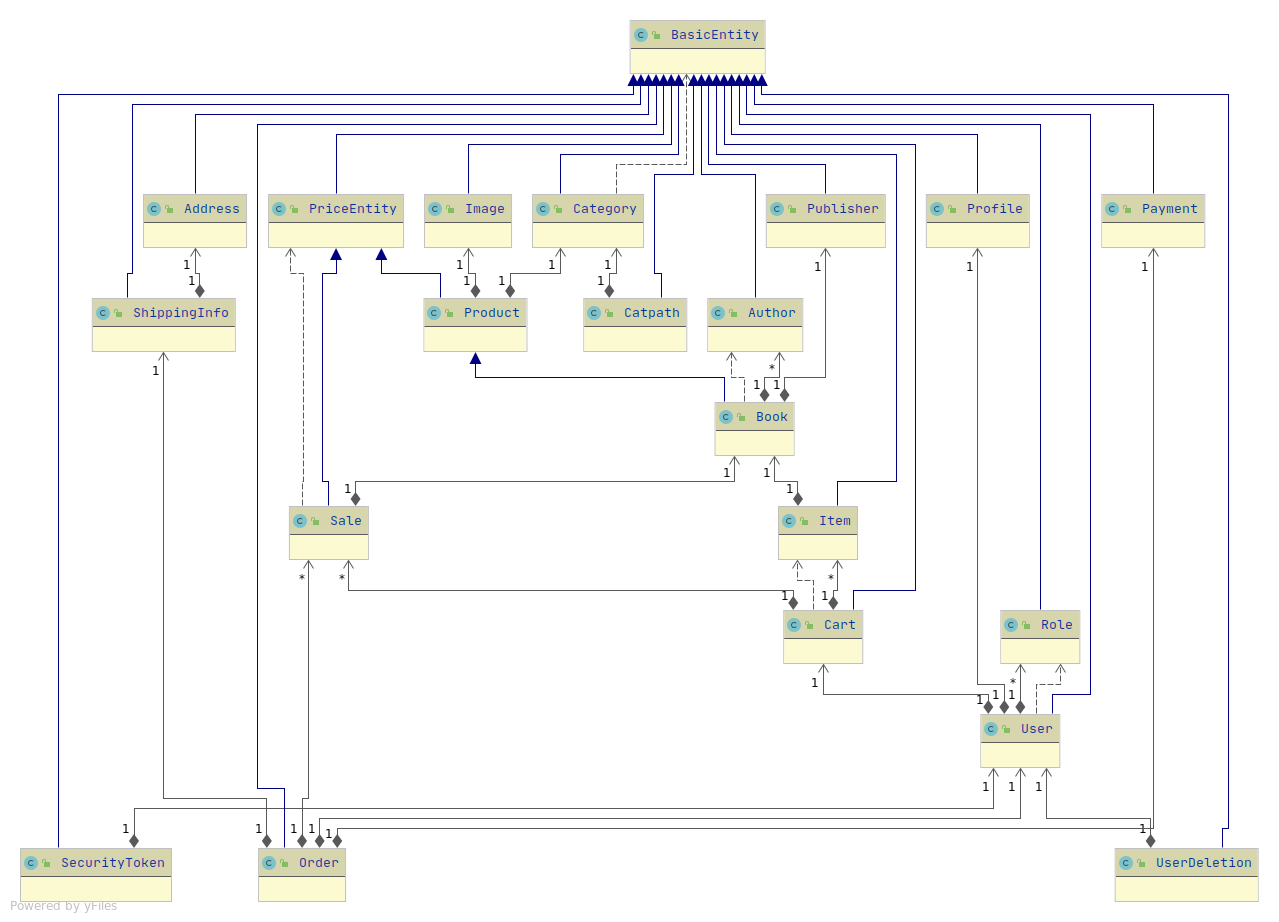 C BasicEntity
C Address C PriceEntity C Image C Category C Publisher C Profile C Payment
1 1 1 1 1 1 1
1 1 1 1
C ShippingInfo C Product C Catpath C Author
1 *
1 1
C Book
1 1
1 1
C Sale C Item
* * *
1 1
C Cart C Role
1 *
1 1 1
C User
1 1 1
1 1 1 1 1 1
C SecurityToken C Order C UserDeletion
Powered by yFiles